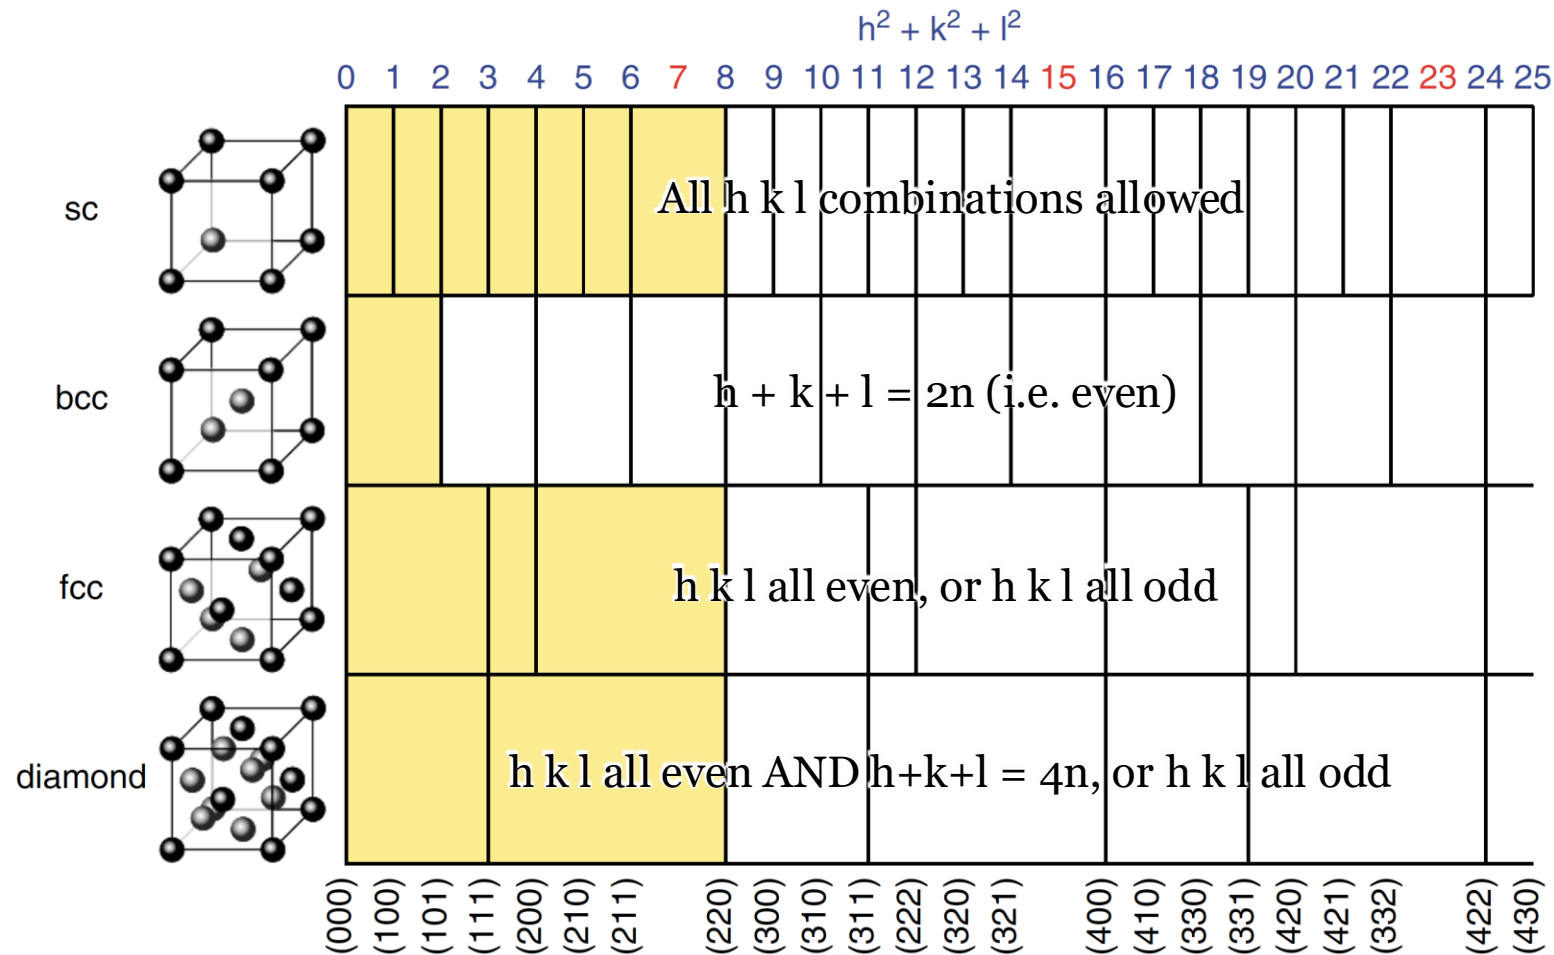 h² + k² + l²
0 1 2 3 4 5 6 7 8 9 10 11 12 13 14 15 16 17 18 19 20 21 22 23 24 25
sc
All h k l combinations allowed
bcc
h + k + l = 2n (i.e. even)
fcc
h k l all even, or h k l all odd
diamond
h k l all even AND h+k+l = 4n, or h k l all odd
(000) (100) (101) (111) (200) (210) (211) (220) (300) (310) (311) (222) (320) (321) (400) (410) (330) (331) (420) (421) (332) (422) (430)